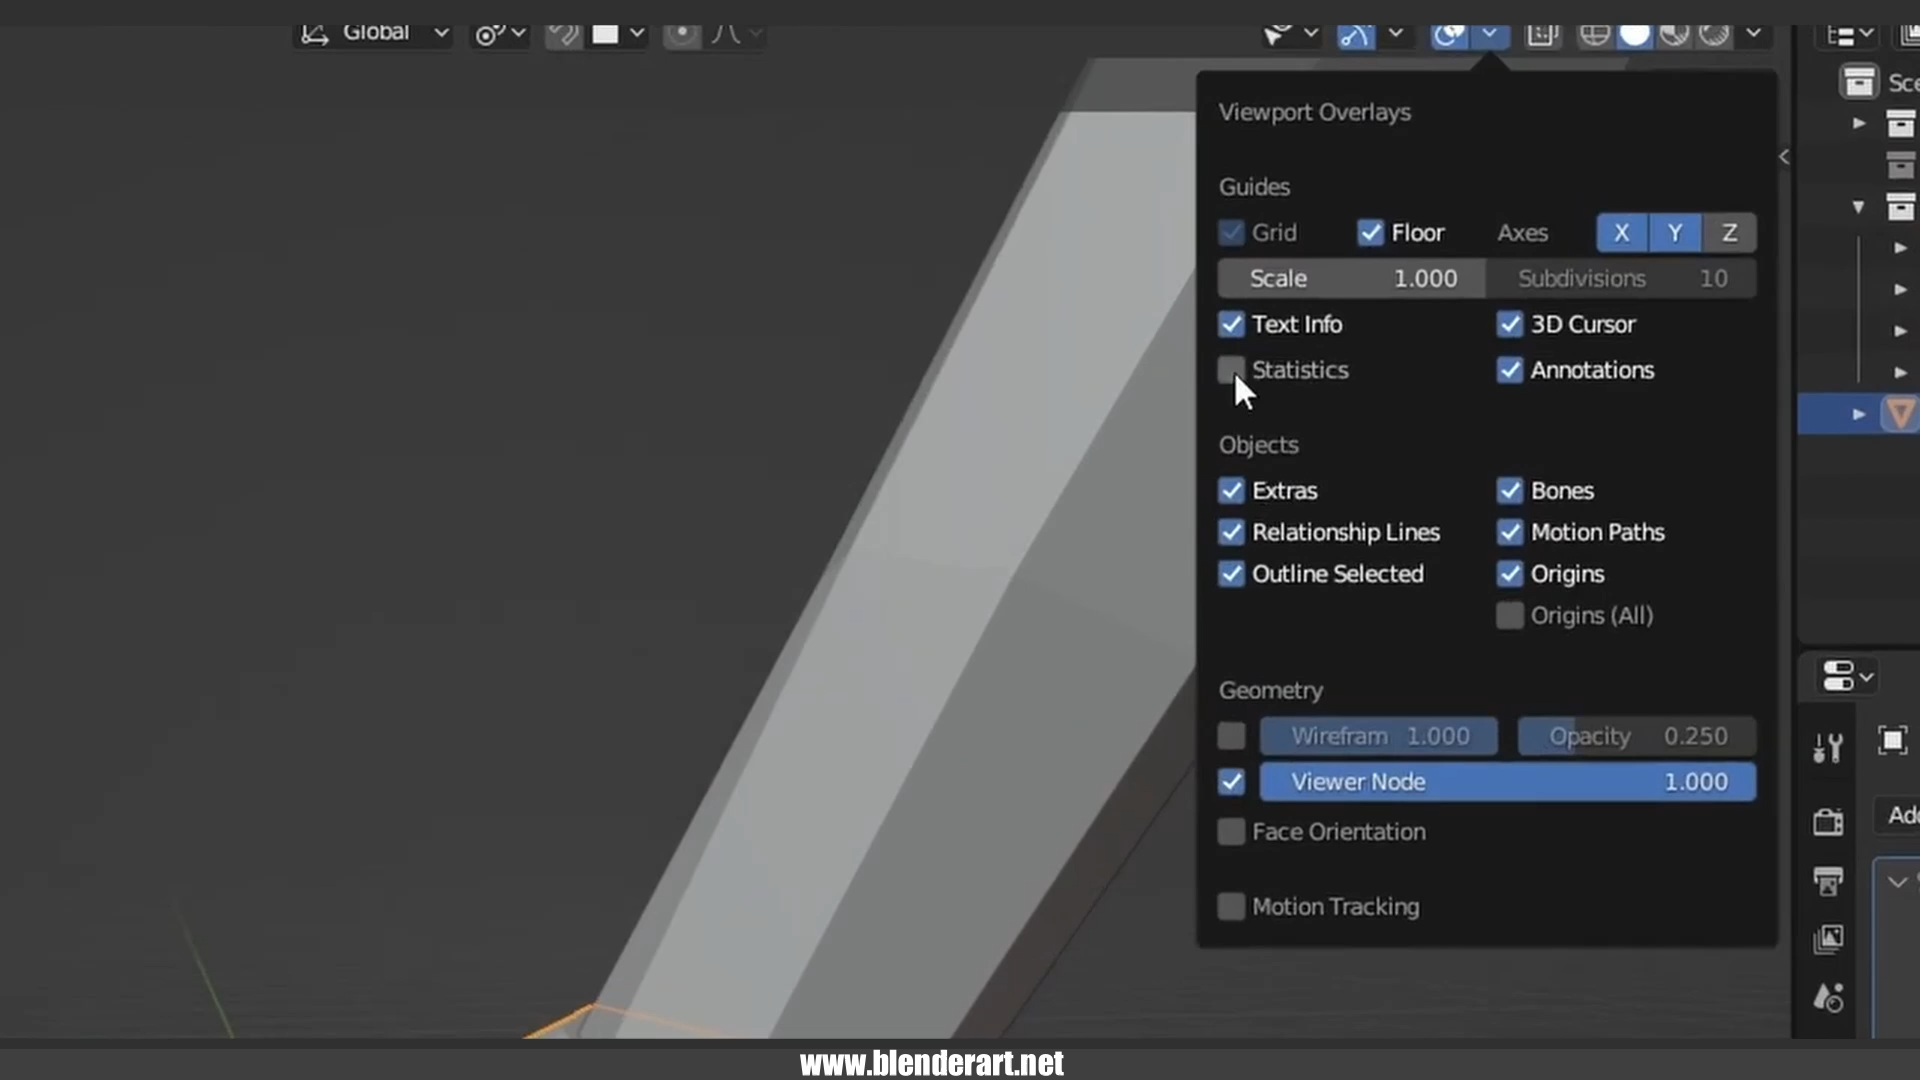 Global
Sce
Viewport Overlays
Guides
Grid Floor Axes X Y Z
Scale 1.000 Subdivisions 10
Text Info 3D Cursor
Statistics Annotations
Objects
Extras Bones
Relationship Lines Motion Paths
Outline Selected Origins
Origins (All)
Geometry
Wirefram 1.000 Opacity 0.250
Viewer Node 1.000
Add
Face Orientation
Motion Tracking
www.blenderart.net